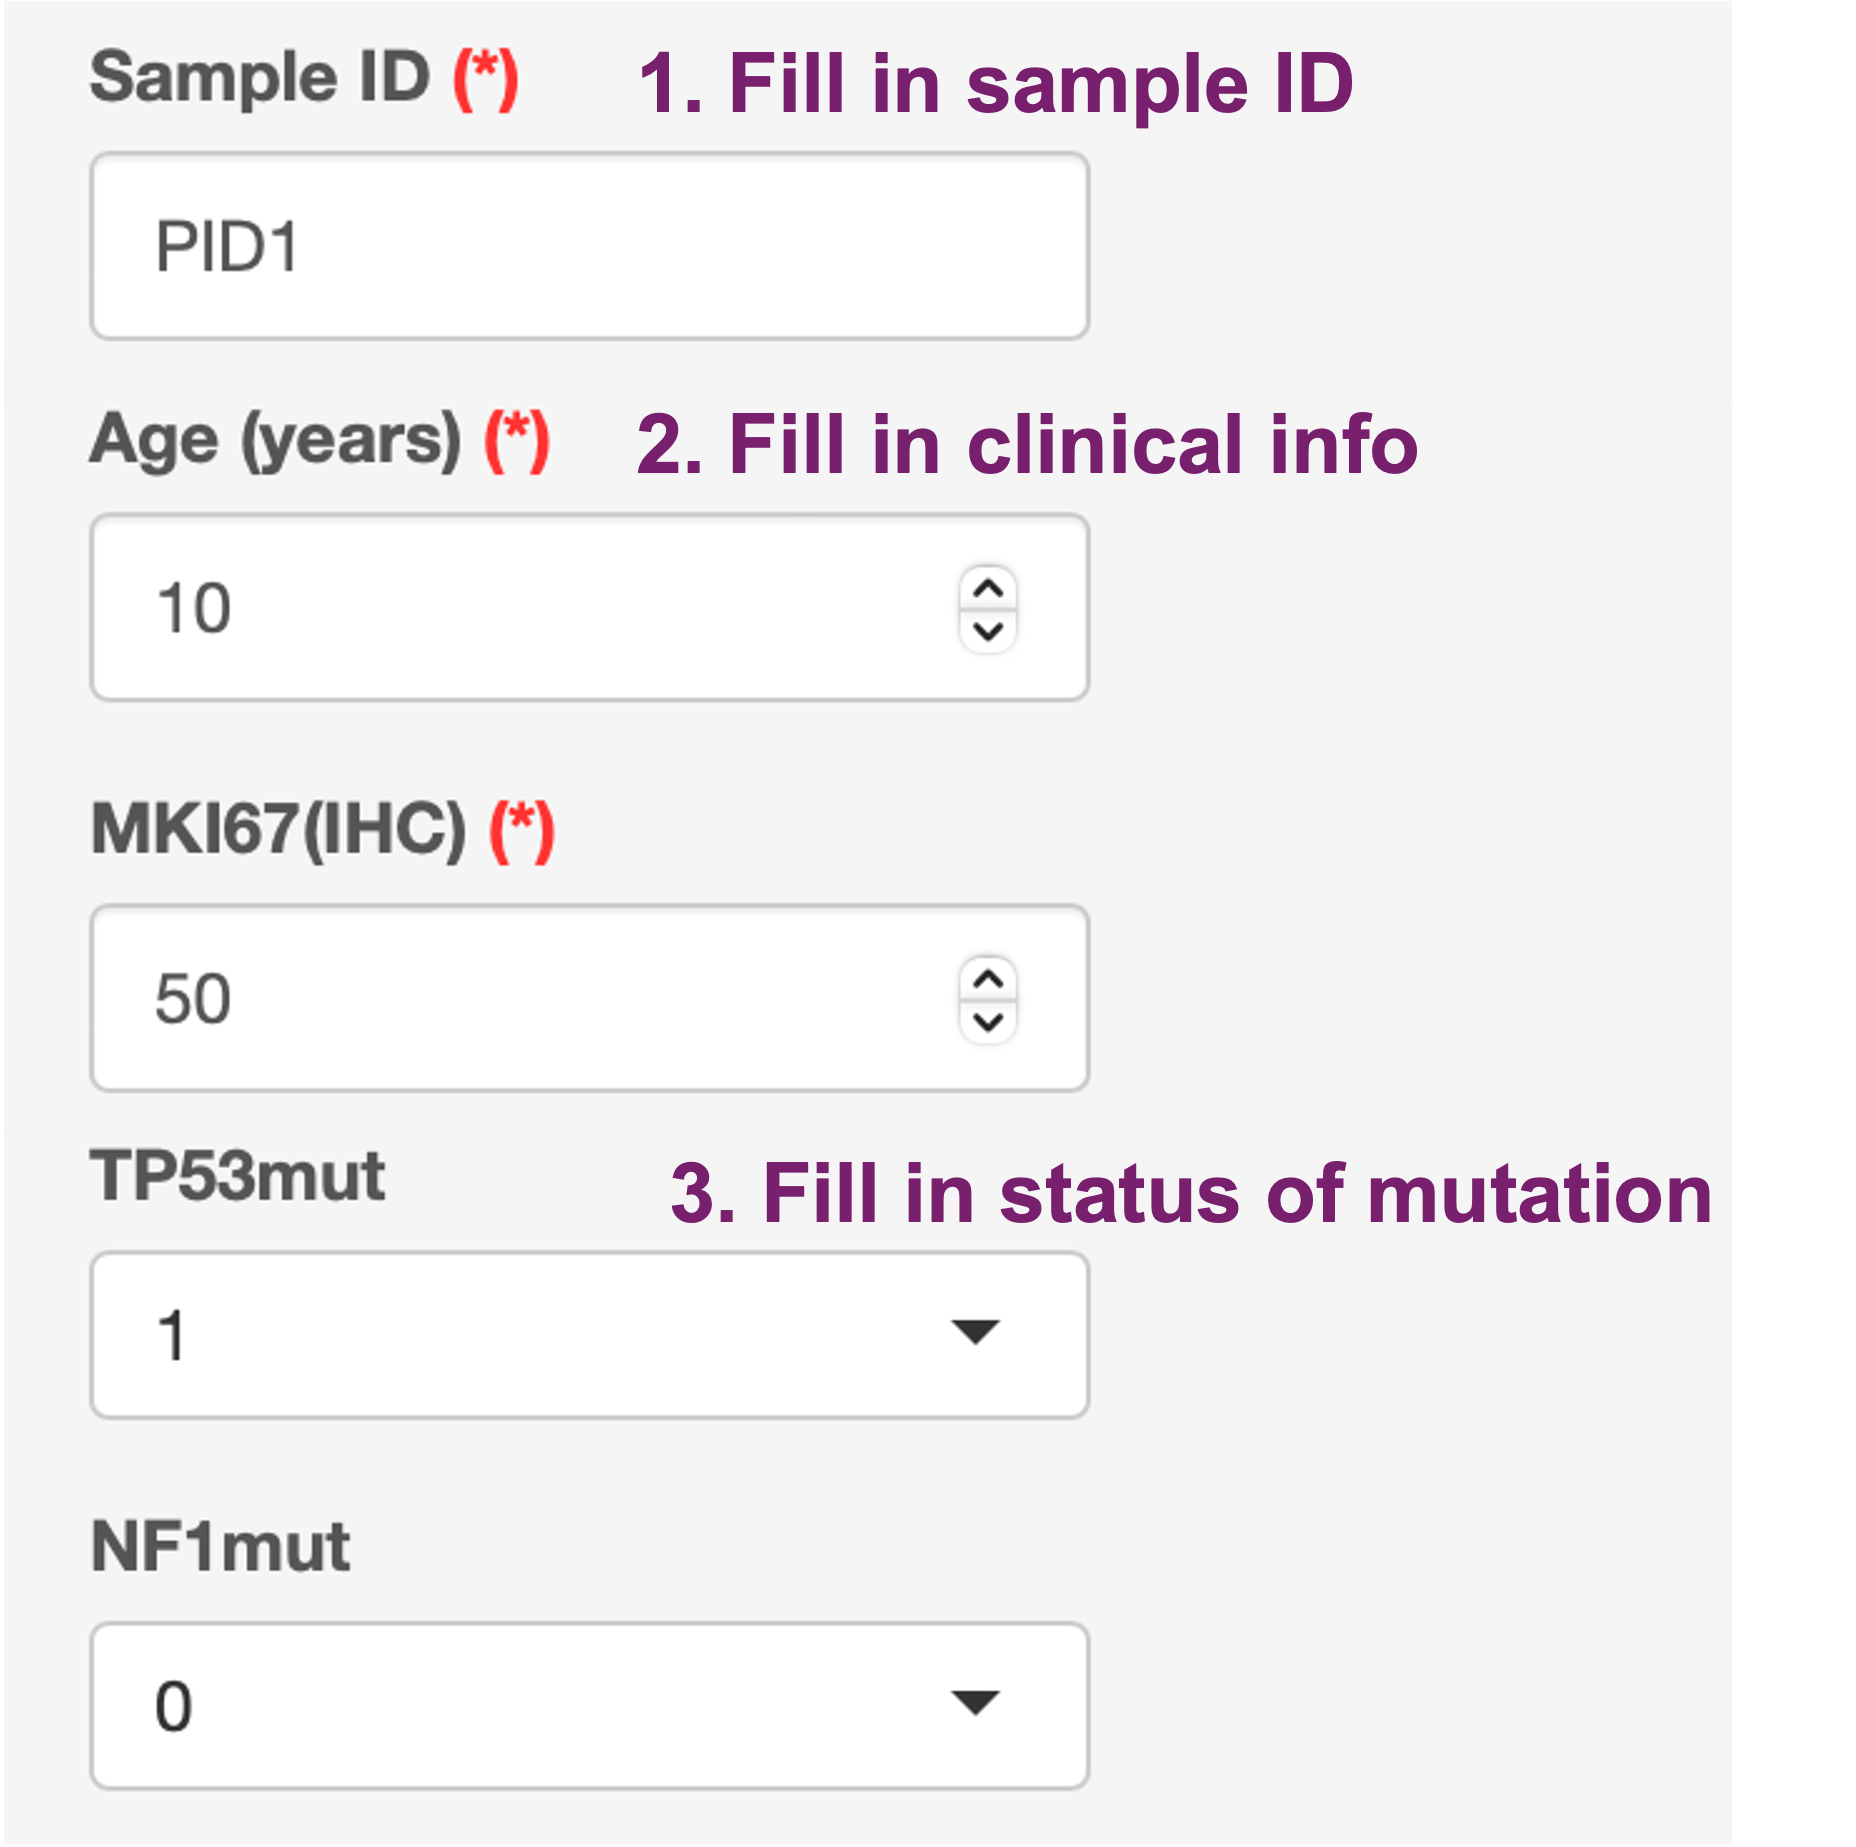 Sample ID (*) 1. Fill in sample ID
PID1
Age (years) (*) 2. Fill in clinical info
10
MKI67(IHC) (*)
50
TP53mut 3. Fill in status of mutation
1
NF1mut
0